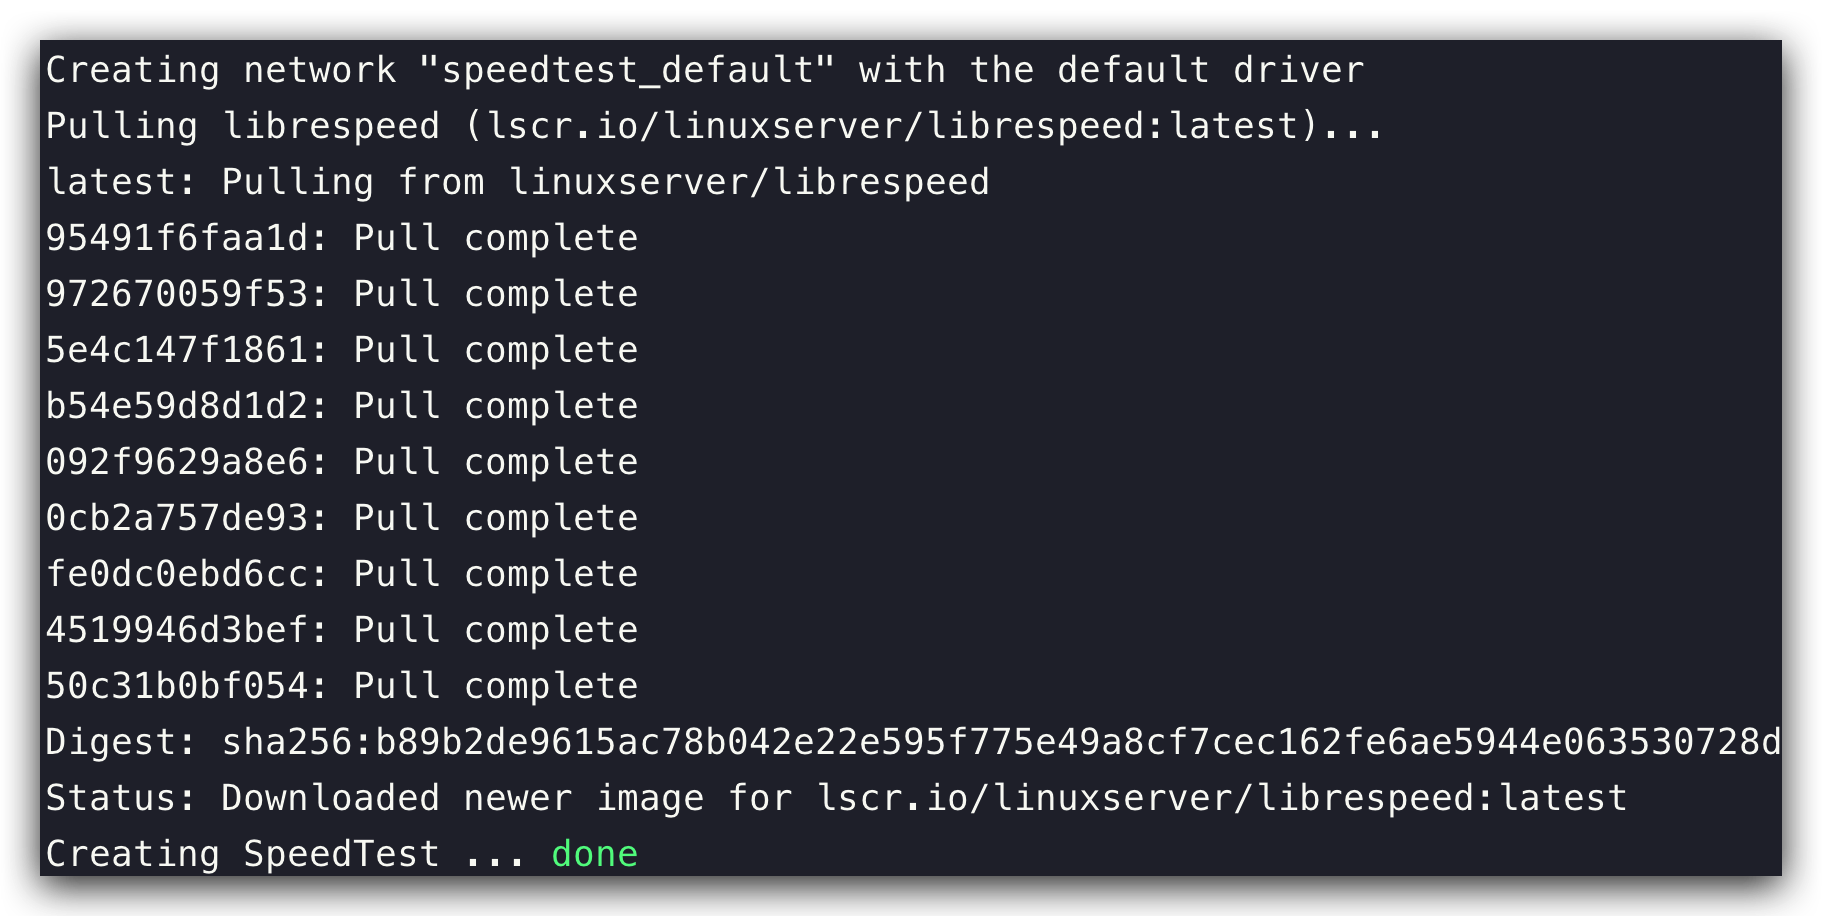 Creating network "speedtest_default" with the default driver
Pulling librespeed (lscr.io/linuxserver/librespeed:latest)...
latest: Pulling from linuxserver/librespeed
95491f6faa1d: Pull complete
972670059f53: Pull complete
5e4c147f1861: Pull complete
b54e59d8d1d2: Pull complete
092f9629a8e6: Pull complete
0cb2a757de93: Pull complete
fe0dc0ebd6cc: Pull complete
4519946d3bef: Pull complete
50c31b0bf054: Pull complete
Digest: sha256:b89b2de9615ac78b042e22e595f775e49a8cf7cec162fe6ae5944e063530728d
Status: Downloaded newer image for lscr.io/linuxserver/librespeed:latest
Creating SpeedTest ... done